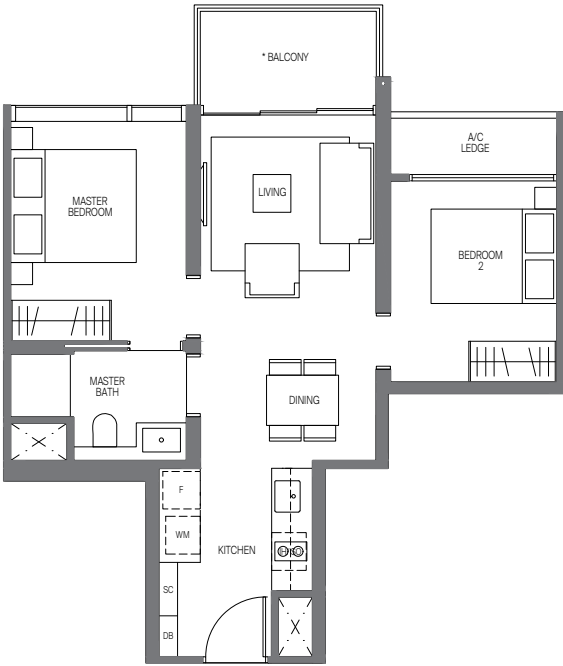 * BALCONY
A/C
LEDGE
MASTER
BEDROOM
LIVING
BEDROOM
2
MASTER
BATH
DINING
F
WM
KITCHEN
SC
DB